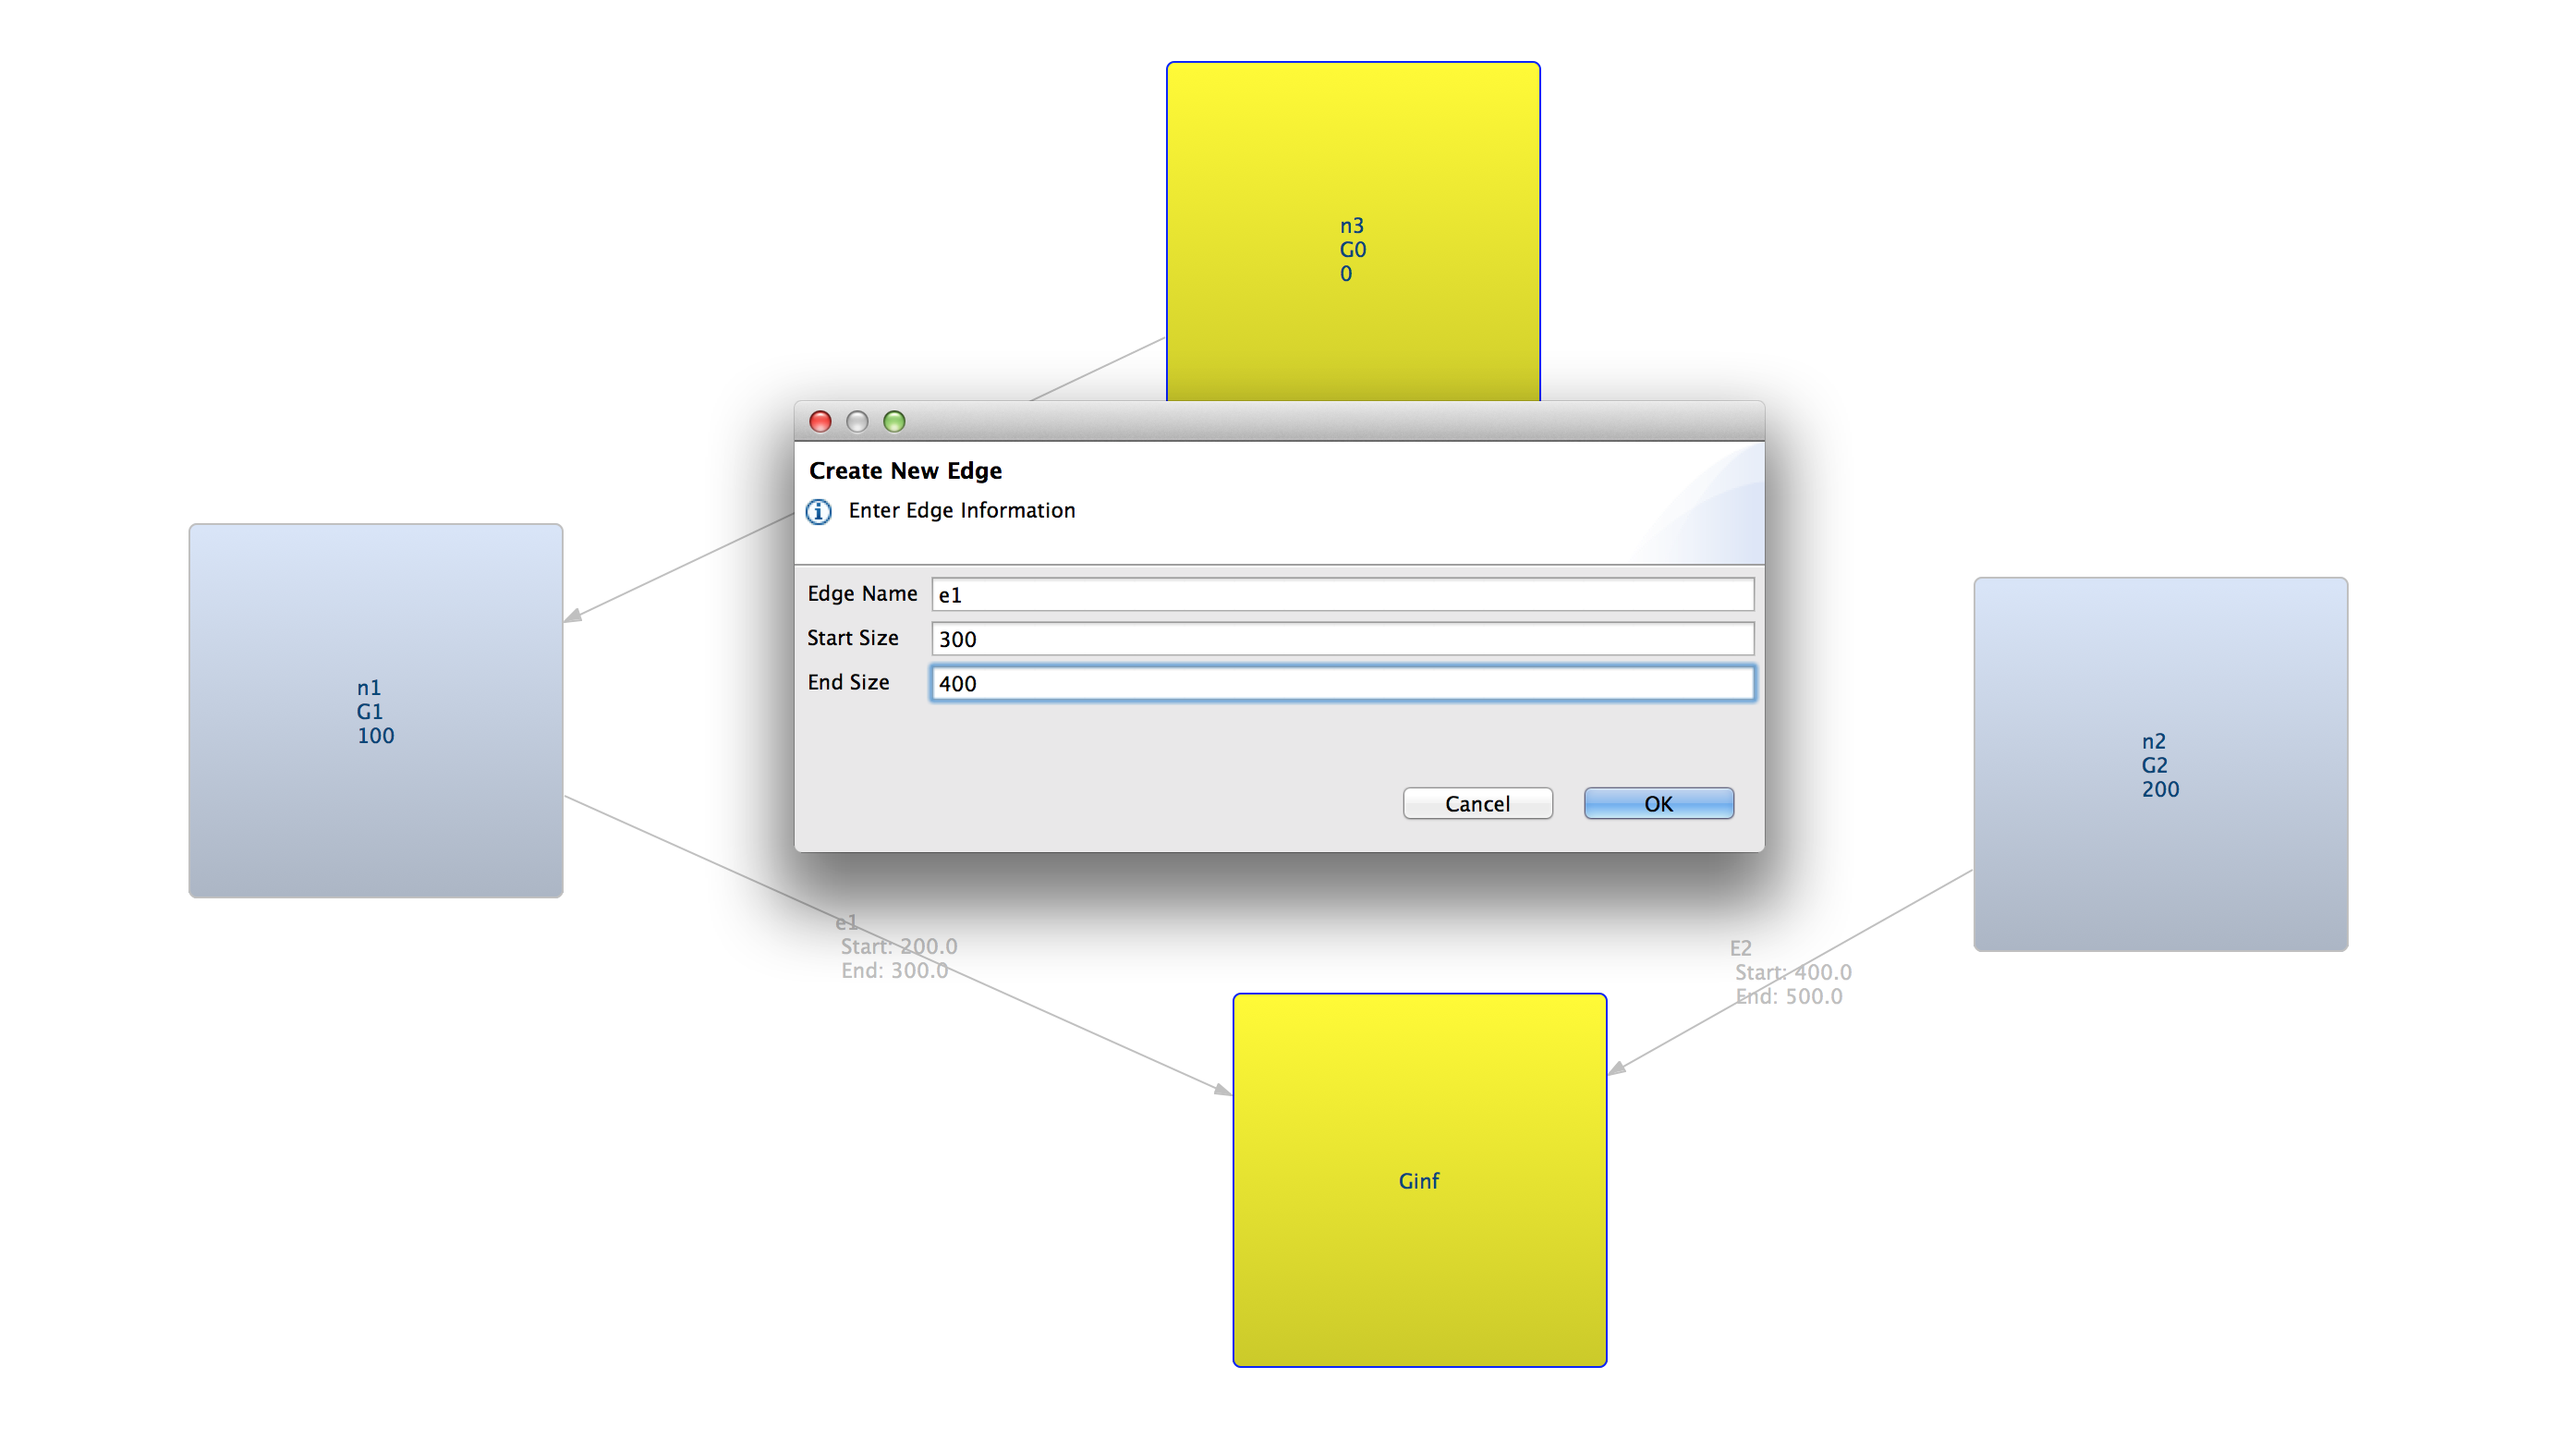 n3
G0
0
Create New Edge
Enter Edge Information
Edge Name e1
Start Size 300
End Size 400
Cancel OK
n1
G1
100
n2
G2
200
e1
Start: 200.0
End: 300.0
E2
Start: 400.0
End: 500.0
Ginf